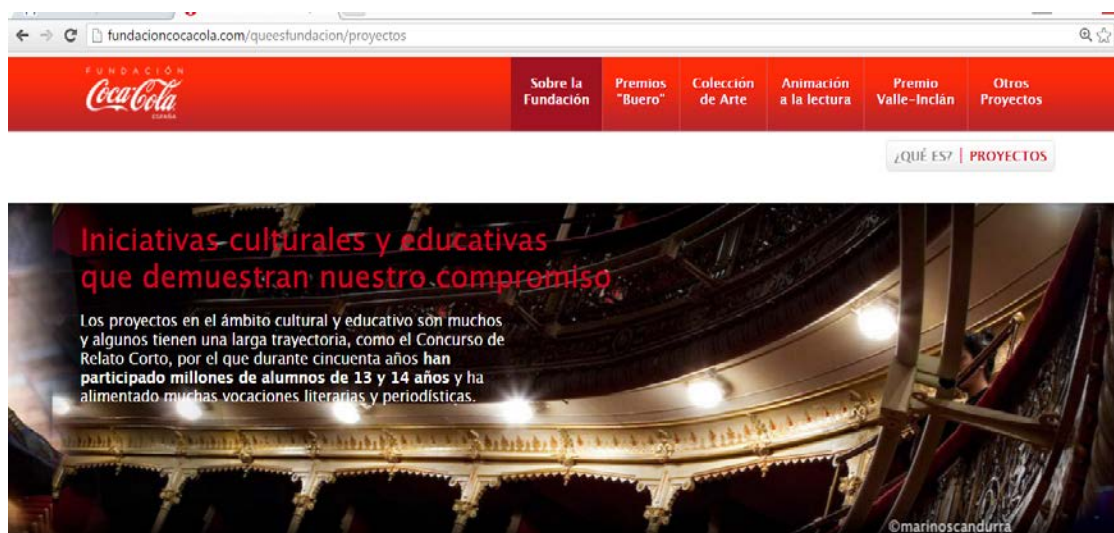 fundacioncocacola.com/queesfundacion/proyectos
FUNDACIÓN
Coca-Cola
ESPAÑA
Sobre la
Fundación
Premios
"Buero"
Colección
de Arte
Animación
a la lectura
Premio
Valle-Inclán
Otros
Proyectos
¿QUÉ ES? | PROYECTOS
Iniciativas culturales y educativas
que demuestran nuestro compromiso
Los proyectos en el ámbito cultural y educativo son muchos
y algunos tienen una larga trayectoria, como el Concurso de
Relato Corto, por el que durante cincuenta años han
participado millones de alumnos de 13 y 14 años y ha
alimentado muchas vocaciones literarias y periodísticas.
©marinoscandurra